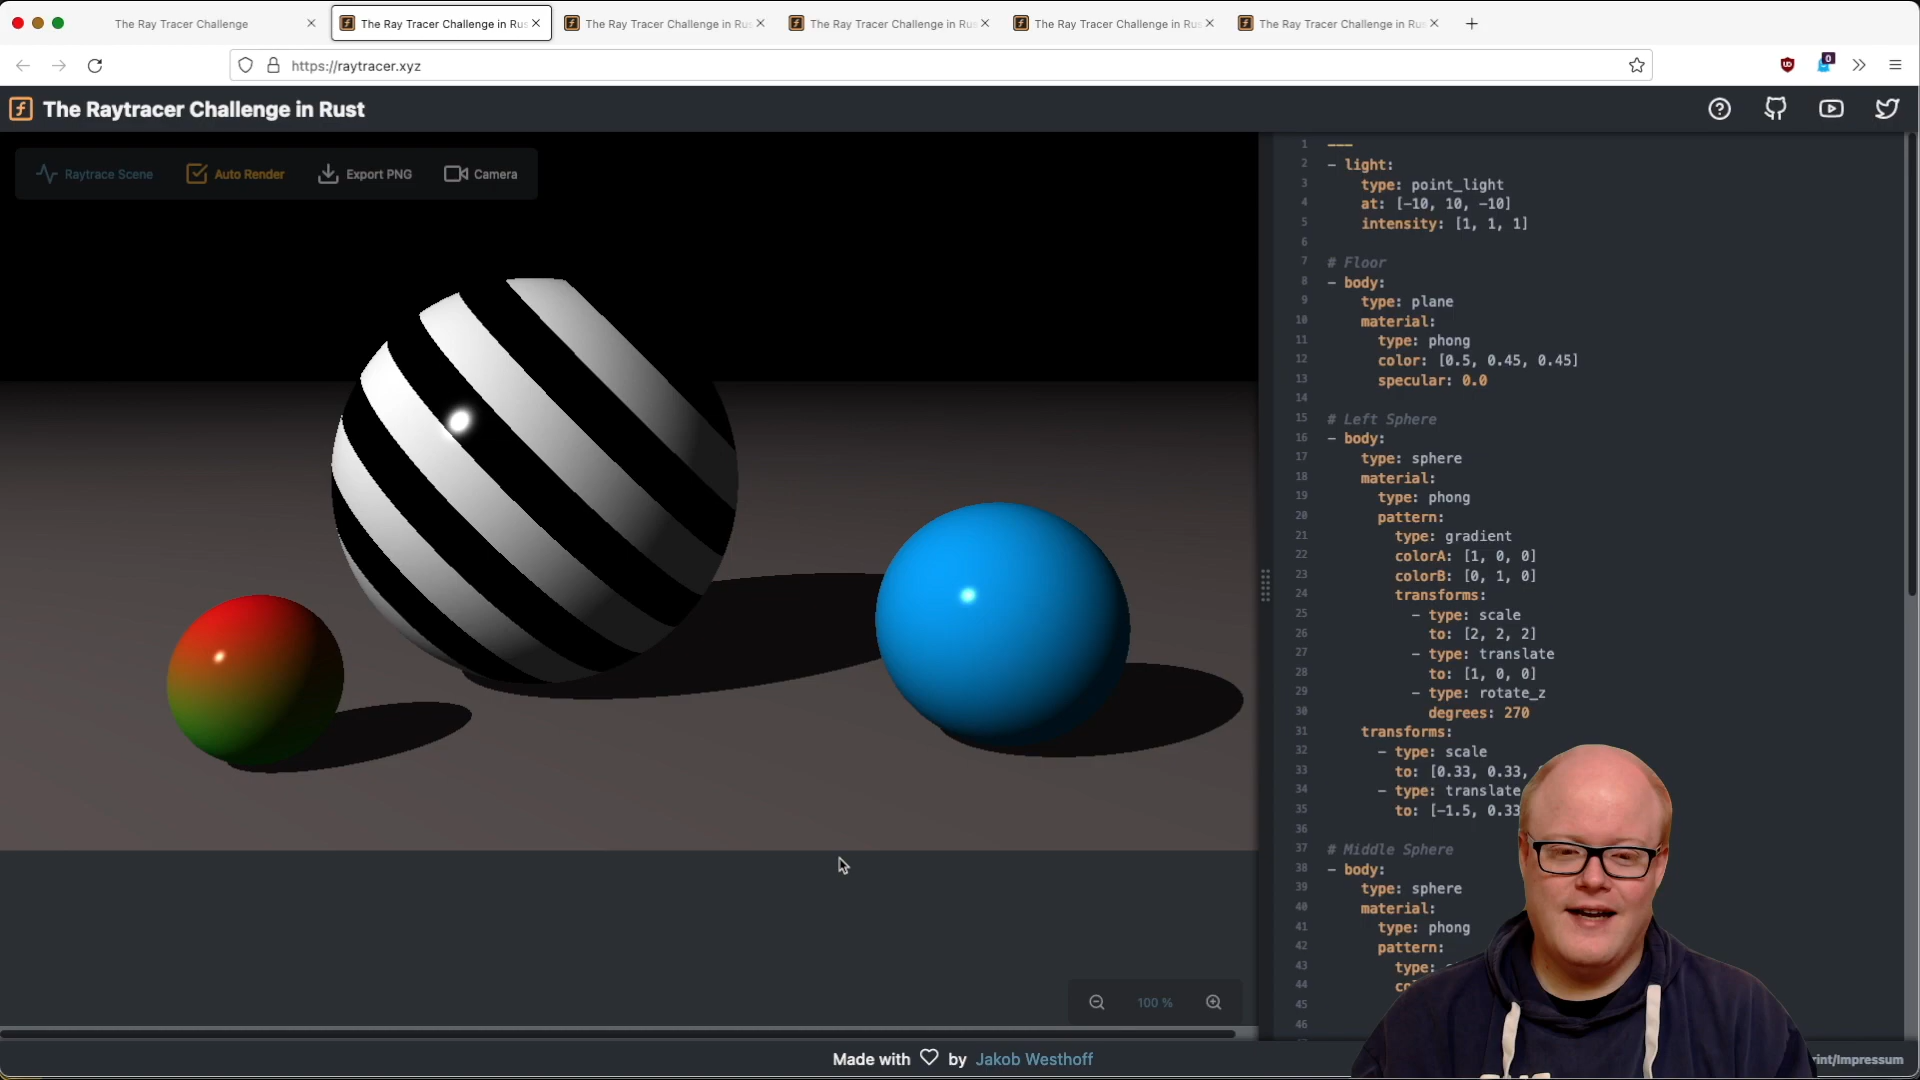 The Ray Tracer Challenge
The Ray Tracer Challenge in Rus
The Ray Tracer Challenge in Rus
The Ray Tracer Challenge in Rus
The Ray Tracer Challenge in Rus
The Ray Tracer Challenge in Rus
https://raytracer.xyz
0
The Raytracer Challenge in Rust
Raytrace Scene
Auto Render
Export PNG
Camera
1 ---
2 - light:
3 type: point_light
4 at: [-10, 10, -10]
5 intensity: [1, 1, 1]
6
7 # Floor
8 - body:
9 type: plane
10 material:
11 type: phong
12 color: [0.5, 0.45, 0.45]
13 specular: 0.0
14
15 # Left Sphere
16 - body:
17 type: sphere
18 material:
19 type: phong
20 pattern:
21 type: gradient
22 colorA: [1, 0, 0]
23 colorB: [0, 1, 0]
24 transforms:
25 - type: scale
26 to: [2, 2, 2]
27 - type: translate
28 to: [1, 0, 0]
29 - type: rotate_z
30 degrees: 270
31 transforms:
32 - type: scale
33 to: [0.33, 0.33,
34 - type: translate
35 to: [-1.5, 0.33
36
37 # Middle Sphere
38 - body:
39 type: sphere
40 material:
41 type: phong
42 pattern:
43 type:
44 co
45
46
100 %
Made with by Jakob Westhoff
rint/Impressum